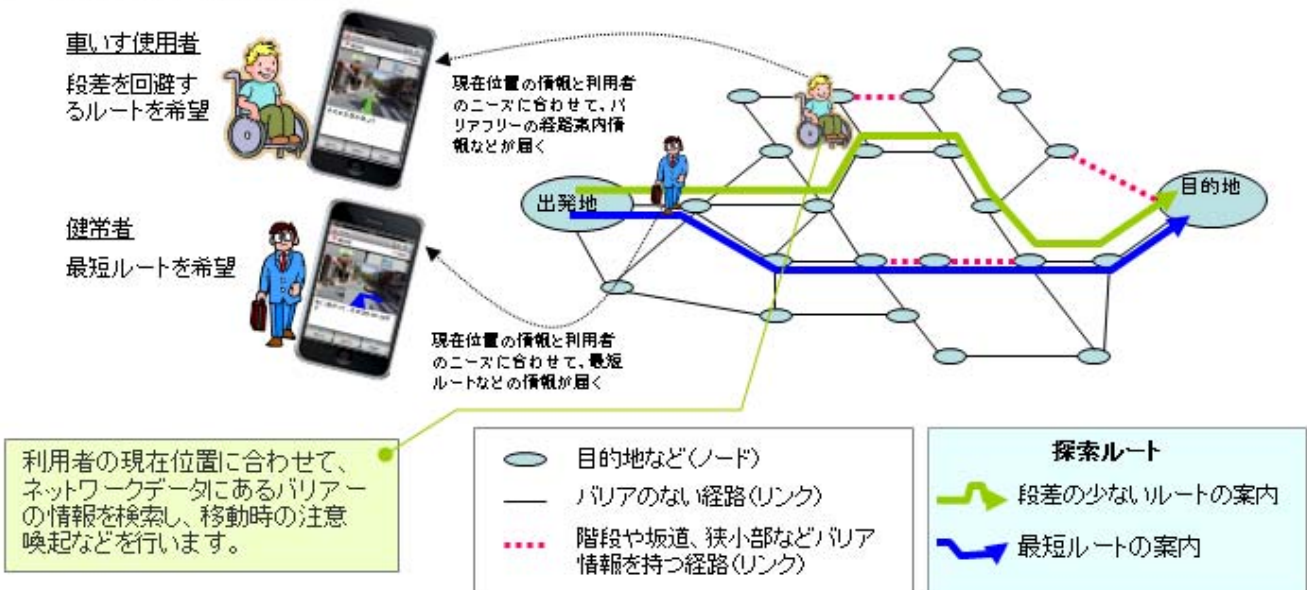 車いす使用者
段差を回避す
るルートを希望
現在位置の情報と利用者
のニーズに合わせて、バ
リアフリーの経路案内情
報などが届く
健常者
最短ルートを希望
現在位置の情報と利用者
のニーズに合わせて、最短
ルートなどの情報が届く
出発地
目的地
利用者の現在位置に合わせて、
ネットワークデータにあるバリアー
の情報を検索し、移動時の注意
喚起などを行います。
目的地など(ノード)
バリアのない経路(リンク)
階段や坂道、狭小部などバリア
情報を持つ経路(リンク)
探索ルート
段差の少ないルートの案内
最短ルートの案内